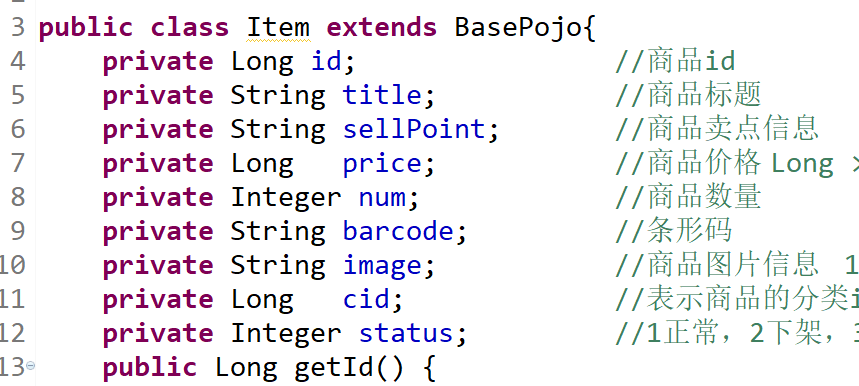 3 public class Item extends BasePojo{
4 private Long id; //商品id
5 private String title; //商品标题
6 private String sellPoint; //商品卖点信息
7 private Long price; //商品价格 Long
8 private Integer num; //商品数量
9 private String barcode; //条形码
10 private String image; //商品图片信息 1
11 private Long cid; //表示商品的分类i
12 private Integer status; //1正常，2下架，3
13 public Long getId() {